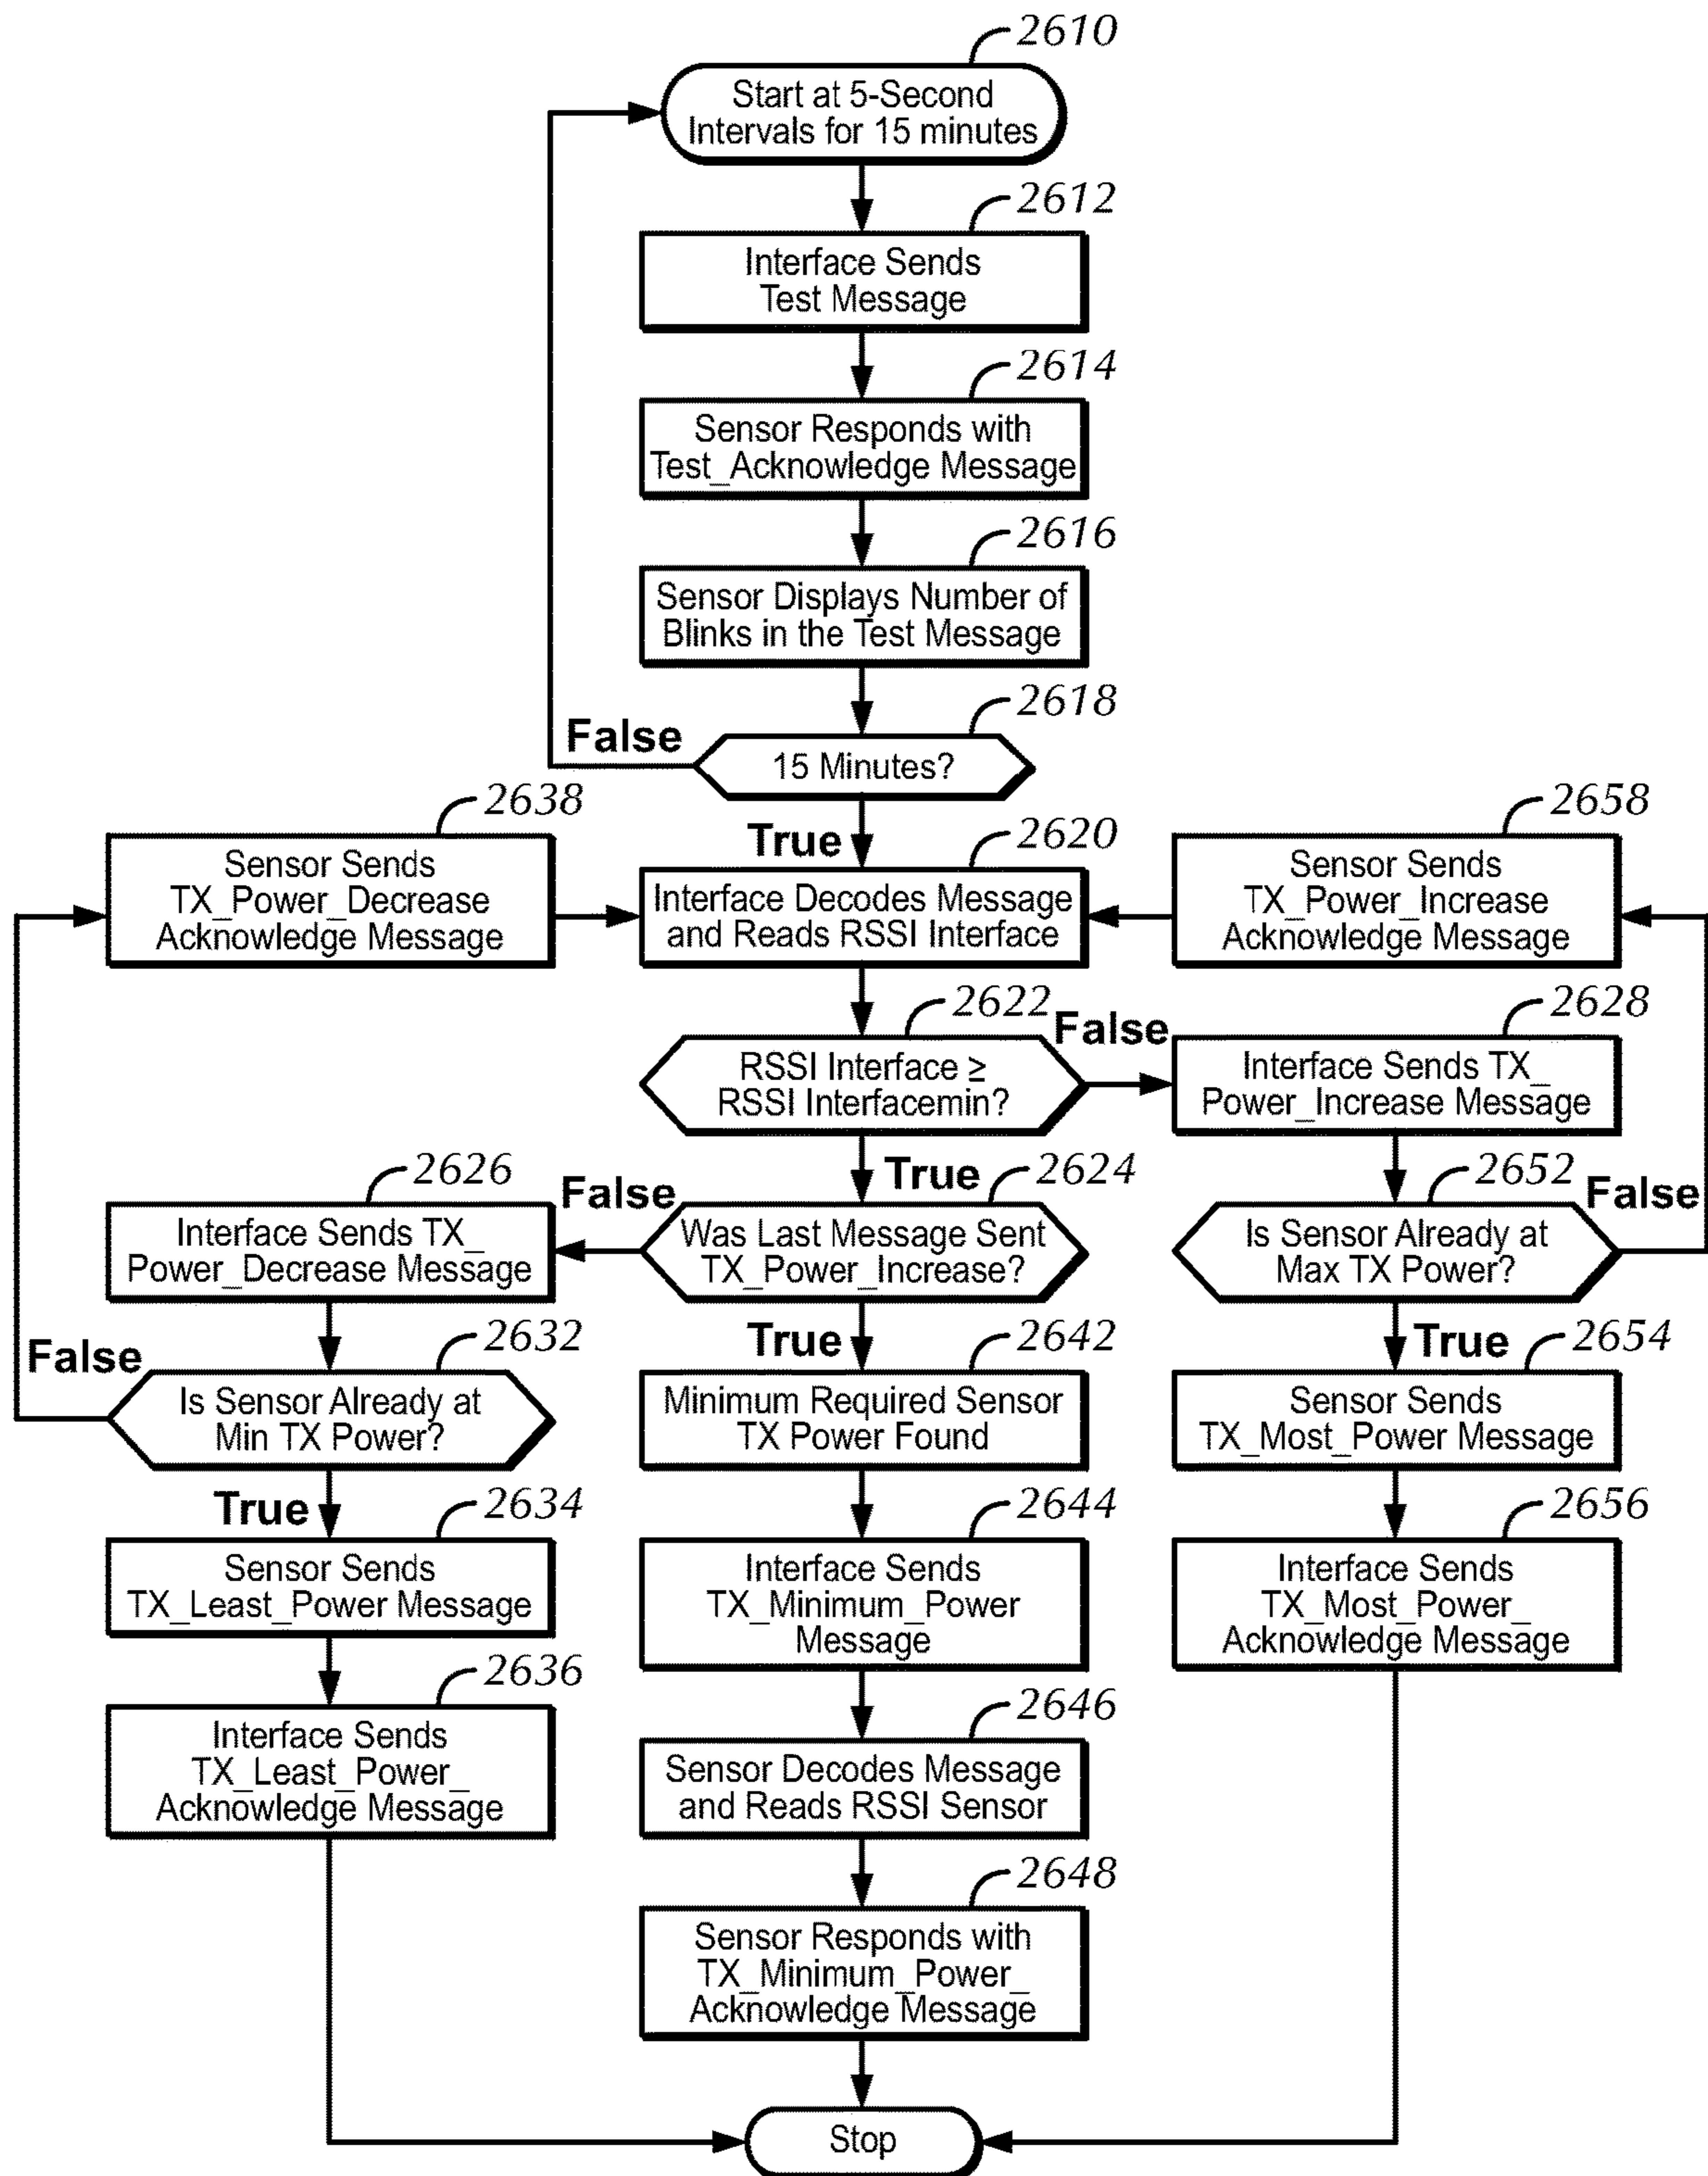 2610
Start at 5-Second
Intervals for 15 minutes
2612
Interface Sends
Test Message
2614
Sensor Responds with
Test_Acknowledge Message
2616
Sensor Displays Number of
Blinks in the Test Message
2618
False
15 Minutes?
True
2638
Sensor Sends
TX_Power_Decrease
Acknowledge Message
2620
Interface Decodes Message
and Reads RSSI Interface
2658
Sensor Sends
TX_Power_Increase
Acknowledge Message
2622
False
RSSI Interface ≥
RSSI Interfacemin?
True
2628
Interface Sends TX_
Power_Increase Message
2626
Interface Sends TX_
Power_Decrease Message
False
2624
Was Last Message Sent
TX_Power_Increase?
True
2652
False
Is Sensor Already at
Max TX Power?
True
2632
False
Is Sensor Already at
Min TX Power?
True
2642
Minimum Required Sensor
TX Power Found
2654
Sensor Sends
TX_Most_Power Message
2634
Sensor Sends
TX_Least_Power Message
2644
Interface Sends
TX_Minimum_Power
Message
2656
Interface Sends
TX_Most_Power_
Acknowledge Message
2636
Interface Sends
TX_Least_Power_
Acknowledge Message
2646
Sensor Decodes Message
and Reads RSSI Sensor
2648
Sensor Responds with
TX_Minimum_Power_
Acknowledge Message
Stop